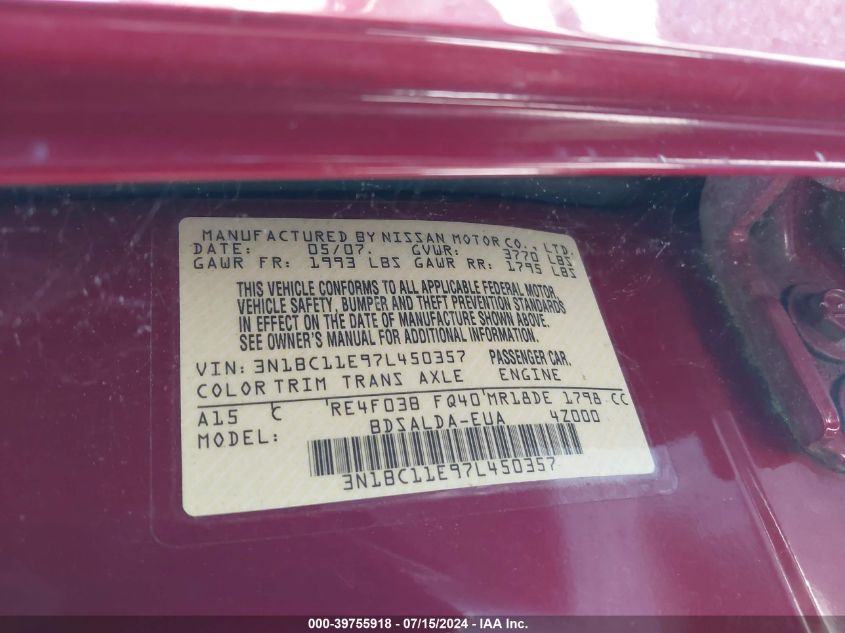 MANUFACTURED BY NISSAN MOTOR CO., LTD.
DATE: 05/07. GVWR: 3770 LBS
GAWR FR: 1993 LBS GAWR RR: 1795 LBS
THIS VEHICLE CONFORMS TO ALL APPLICABLE FEDERAL MOTOR
VEHICLE SAFETY, BUMPER AND THEFT PREVENTION STANDARDS
IN EFFECT ON THE DATE OF MANUFACTURE SHOWN ABOVE.
SEE OWNER'S MANUAL FOR ADDITIONAL INFORMATION.
VIN: 3N1BC11E97L450357 PASSENGER CAR.
COLOR TRIM TRANS AXLE ENGINE
A15 C RE4F03B FQ40 MR18DE 1798 CC
MODEL: BDSALDA-EUA 4Z000
3N1BC11E97L450357
000-39755918 - 07/15/2024 - IAA Inc.